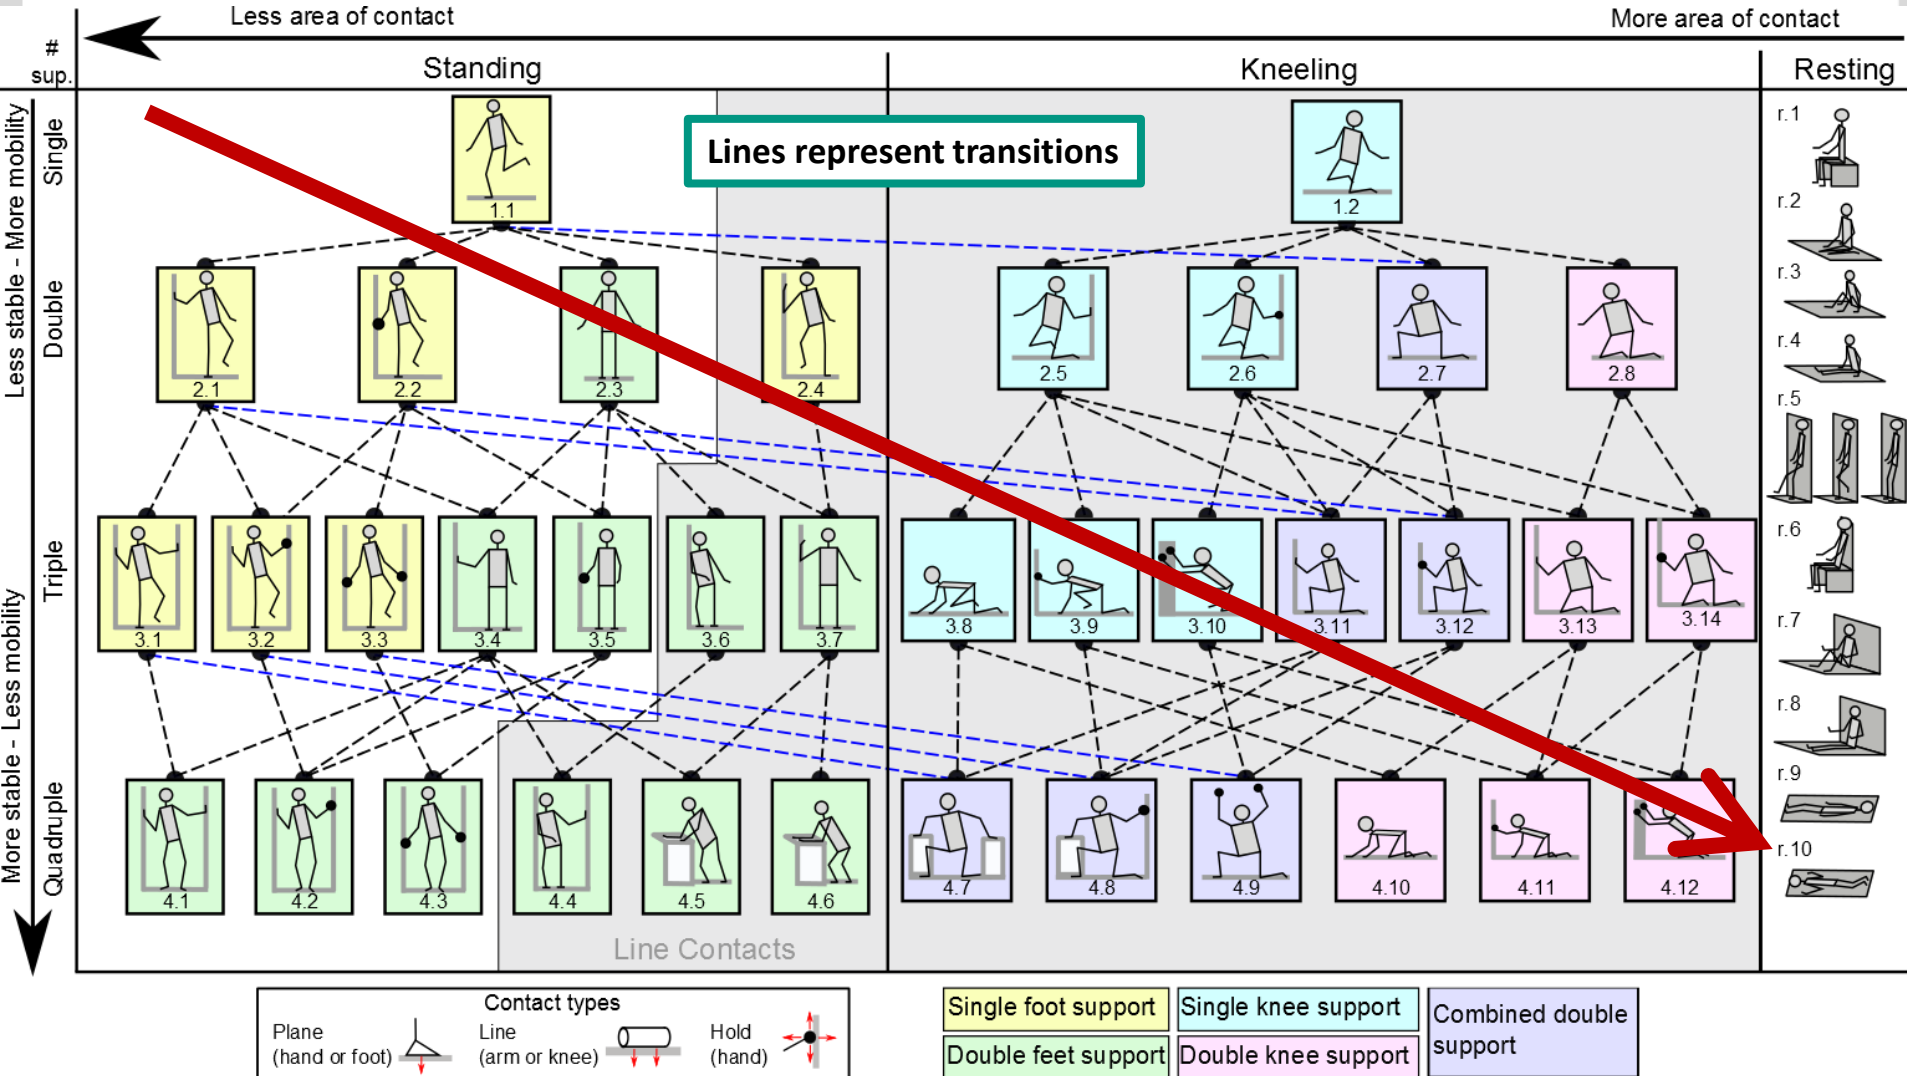 Less area of contact
More area of contact
#
sup.
Standing
Kneeling
Resting
Less stable - More mobility
More stable - Less mobility
Single
Double
Triple
Quadruple
Lines represent transitions
1.1
1.2
2.1
2.2
2.3
2.4
2.5
2.6
2.7
2.8
3.1
3.2
3.3
3.4
3.5
3.6
3.7
3.8
3.9
3.10
3.11
3.12
3.13
3.14
4.1
4.2
4.3
4.4
4.5
4.6
4.7
4.8
4.9
4.10
4.11
4.12
r.1
r.2
r.3
r.4
r.5
r.6
r.7
r.8
r.9
r.10
Line Contacts
Contact types
Plane
(hand or foot)
Line
(arm or knee)
Hold
(hand)
Single foot support
Single knee support
Combined double
support
Double feet support
Double knee support